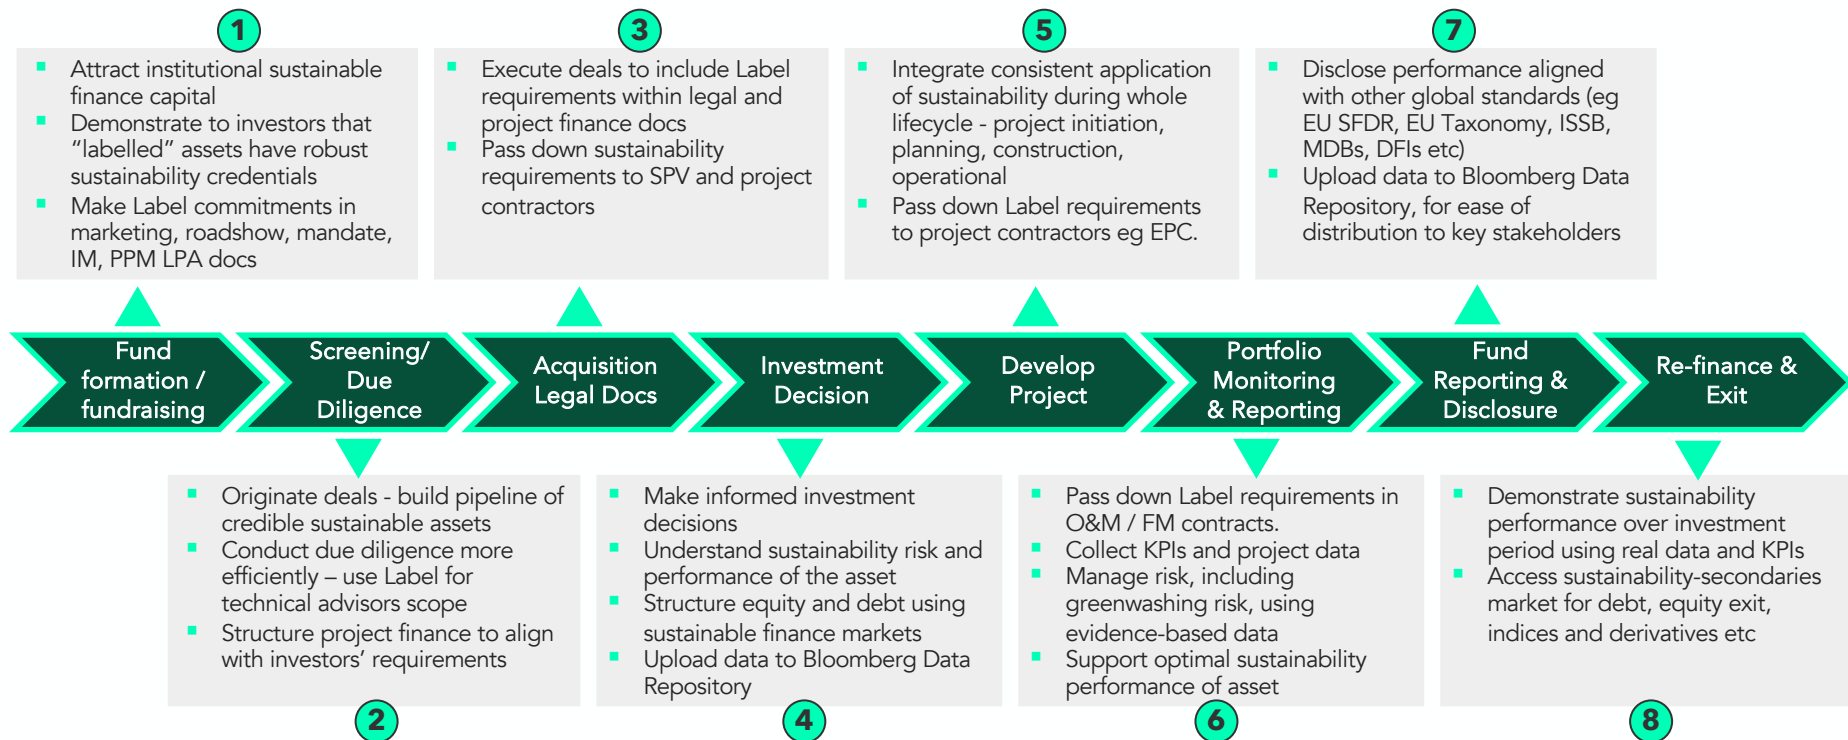 1
Attract institutional sustainable
finance capital
Demonstrate to investors that
“labelled” assets have robust
sustainability credentials
Make Label commitments in
marketing, roadshow, mandate,
IM, PPM LPA docs
3
Execute deals to include Label
requirements within legal and
project finance docs
Pass down sustainability
requirements to SPV and project
contractors
5
Integrate consistent application
of sustainability during whole
lifecycle - project initiation,
planning, construction,
operational
Pass down Label requirements
to project contractors eg EPC.
7
Disclose performance aligned
with other global standards (eg
EU SFDR, EU Taxonomy, ISSB,
MDBs, DFIs etc)
Upload data to Bloomberg Data
Repository, for ease of
distribution to key stakeholders
Fund
formation /
fundraising
Screening/
Due
Diligence
Acquisition
Legal Docs
Investment
Decision
Develop
Project
Portfolio
Monitoring
& Reporting
Fund
Reporting &
Disclosure
Re-finance &
Exit
Originate deals - build pipeline of
credible sustainable assets
Conduct due diligence more
efficiently – use Label for
technical advisors scope
Structure project finance to align
with investors’ requirements
2
Make informed investment
decisions
Understand sustainability risk and
performance of the asset
Structure equity and debt using
sustainable finance markets
Upload data to Bloomberg Data
Repository
4
Pass down Label requirements in
O&M / FM contracts.
Collect KPIs and project data
Manage risk, including
greenwashing risk, using
evidence-based data
Support optimal sustainability
performance of asset
6
Demonstrate sustainability
performance over investment
period using real data and KPIs
Access sustainability-secondaries
market for debt, equity exit,
indices and derivatives etc
8